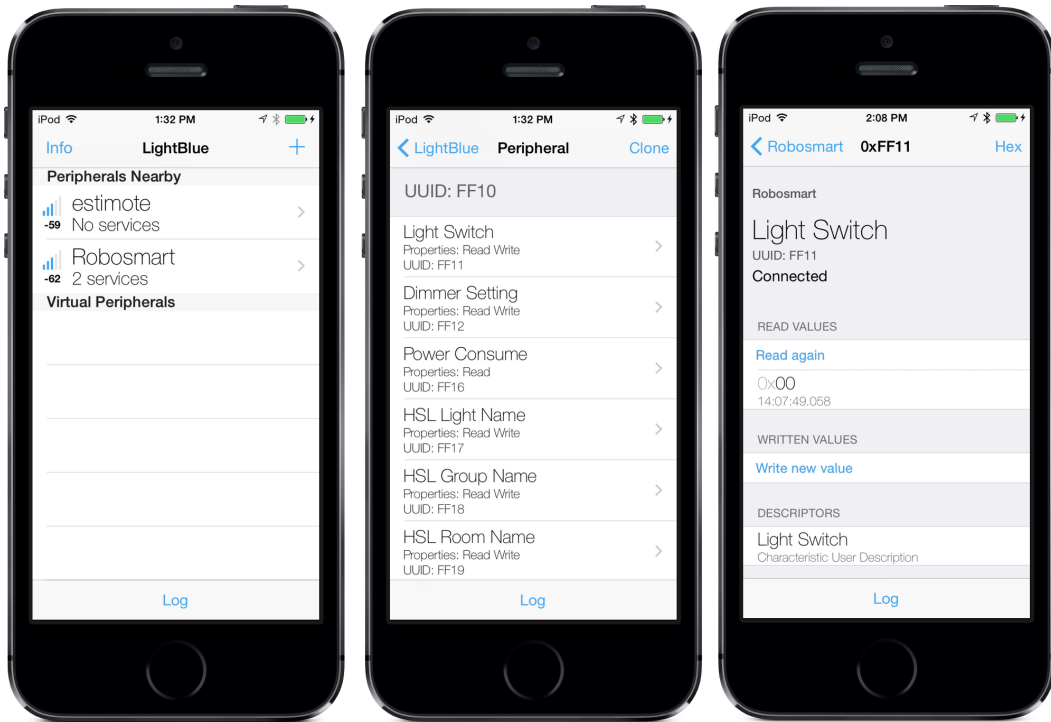 iPod 1:32 PM
Info LightBlue +
Peripherals Nearby
estimote
-59 No services
Robosmart
-62 2 services
Virtual Peripherals
Log
iPod 1:32 PM
LightBlue Peripheral Clone
UUID: FF10
Light Switch
Properties: Read Write
UUID: FF11
Dimmer Setting
Properties: Read Write
UUID: FF12
Power Consume
Properties: Read
UUID: FF16
HSL Light Name
Properties: Read Write
UUID: FF17
HSL Group Name
Properties: Read Write
UUID: FF18
HSL Room Name
Properties: Read Write
UUID: FF19
Log
iPod 2:08 PM
Robosmart 0xFF11 Hex
Robosmart
Light Switch
UUID: FF11
Connected
READ VALUES
Read again
0x00
14:07:49.058
WRITTEN VALUES
Write new value
DESCRIPTORS
Light Switch
Characteristic User Description
Log